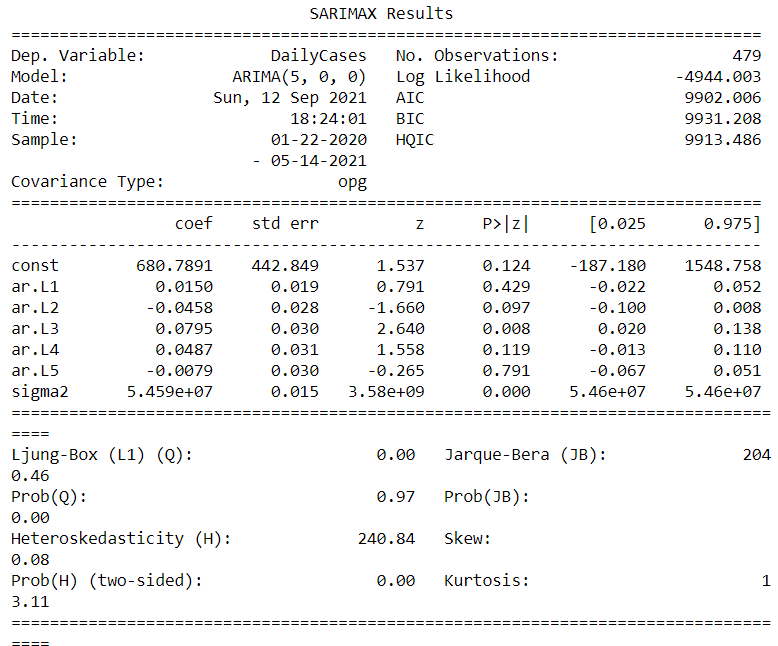 SARIMAX Results
==============================================================================
Dep. Variable: DailyCases No. Observations: 479
Model: ARIMA(5, 0, 0) Log Likelihood -4944.003
Date: Sun, 12 Sep 2021 AIC 9902.006
Time: 18:24:01 BIC 9931.208
Sample: 01-22-2020 HQIC 9913.486
- 05-14-2021
Covariance Type: opg
==============================================================================
coef std err z P>|z| [0.025 0.975]
------------------------------------------------------------------------------
const 680.7891 442.849 1.537 0.124 -187.180 1548.758
ar.L1 0.0150 0.019 0.791 0.429 -0.022 0.052
ar.L2 -0.0458 0.028 -1.660 0.097 -0.100 0.008
ar.L3 0.0795 0.030 2.640 0.008 0.020 0.138
ar.L4 0.0487 0.031 1.558 0.119 -0.013 0.110
ar.L5 -0.0079 0.030 -0.265 0.791 -0.067 0.051
sigma2 5.459e+07 0.015 3.58e+09 0.000 5.46e+07 5.46e+07
===============================================================================
====
Ljung-Box (L1) (Q): 0.00 Jarque-Bera (JB): 204
0.46
Prob(Q): 0.97 Prob(JB):
0.00
Heteroskedasticity (H): 240.84 Skew:
0.08
Prob(H) (two-sided): 0.00 Kurtosis: 1
3.11
===============================================================================
====